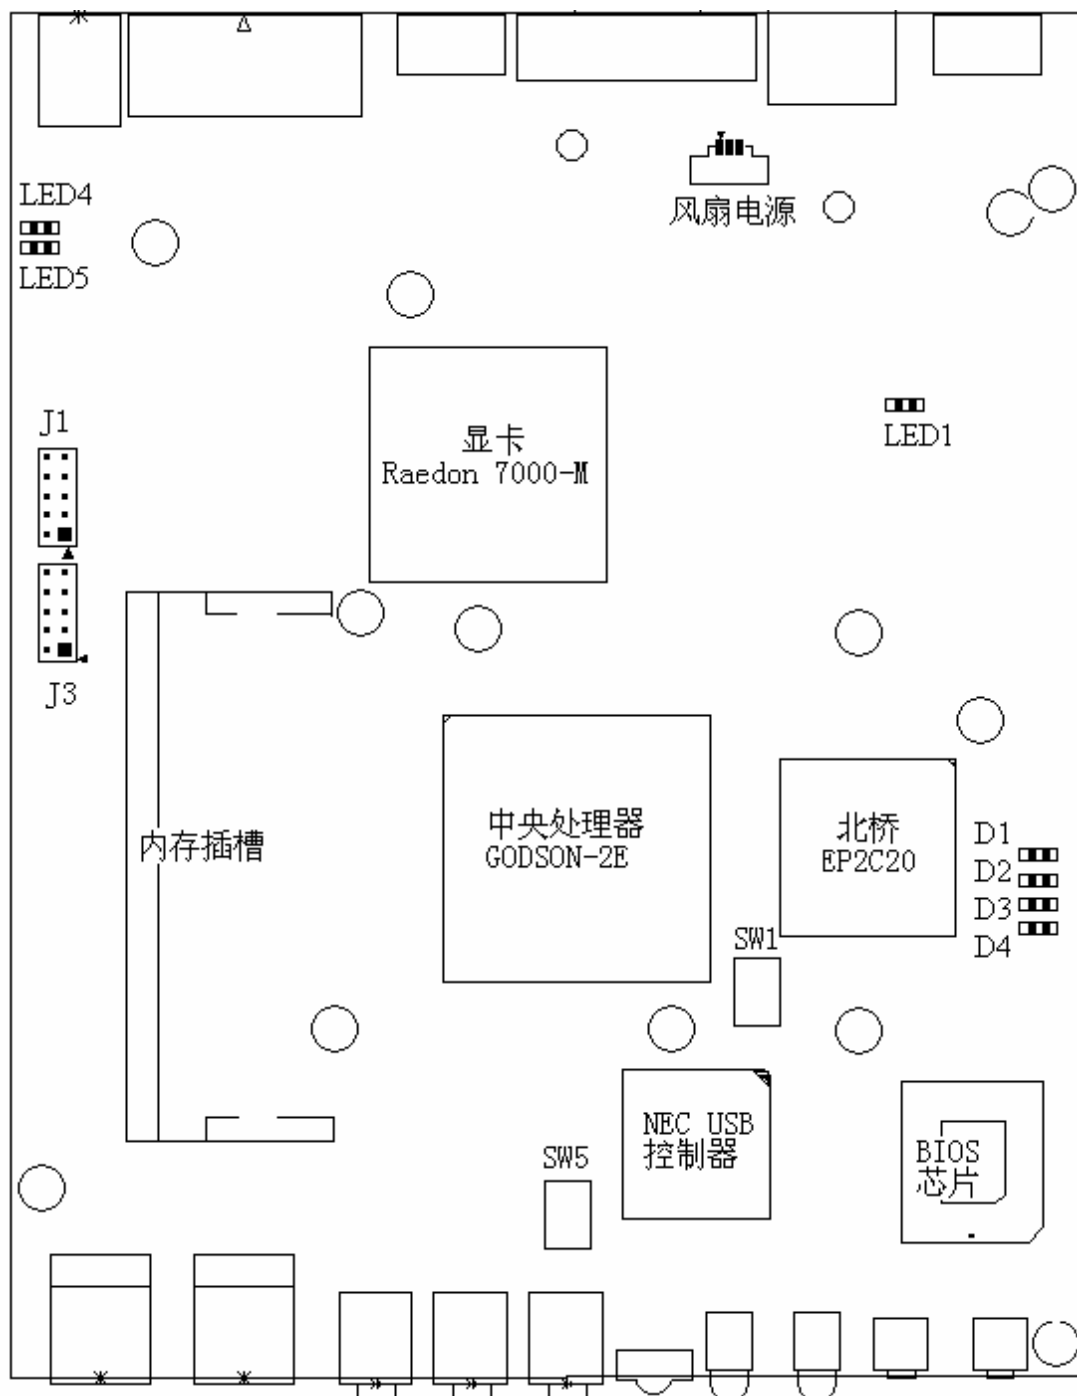 LED4
LED5
风扇电源
LED1
J1
显卡
Raedon 7000-M
J3
内存插槽
中央处理器
GODSON-2E
北桥
EP2C20
D1
D2
D3
D4
SW1
NEC USB
控制器
BIOS
芯片
SW5